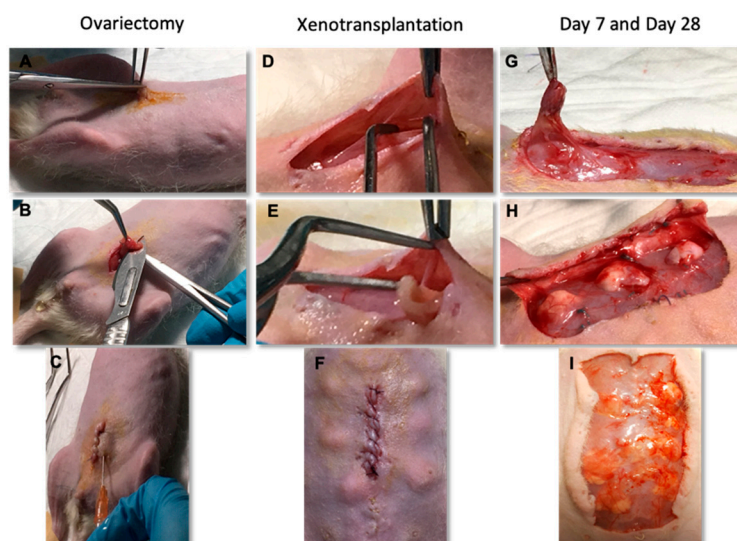 Ovariectomy
Xenotransplantation
Day 7 and Day 28
A
D
G
B
E
H
C
F
I